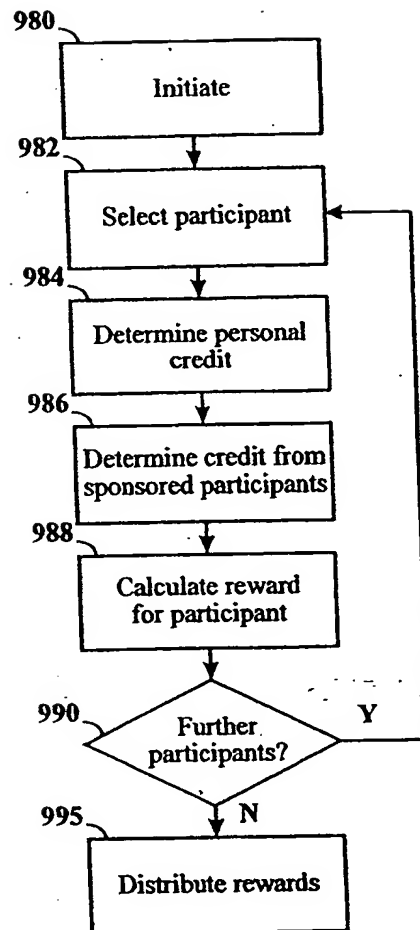 980
Initiate
982
Select participant
984
Determine personal
credit
986
Determine credit from
sponsored participants
988
Calculate reward
for participant
990
Further
participants?
Y
N
995
Distribute rewards